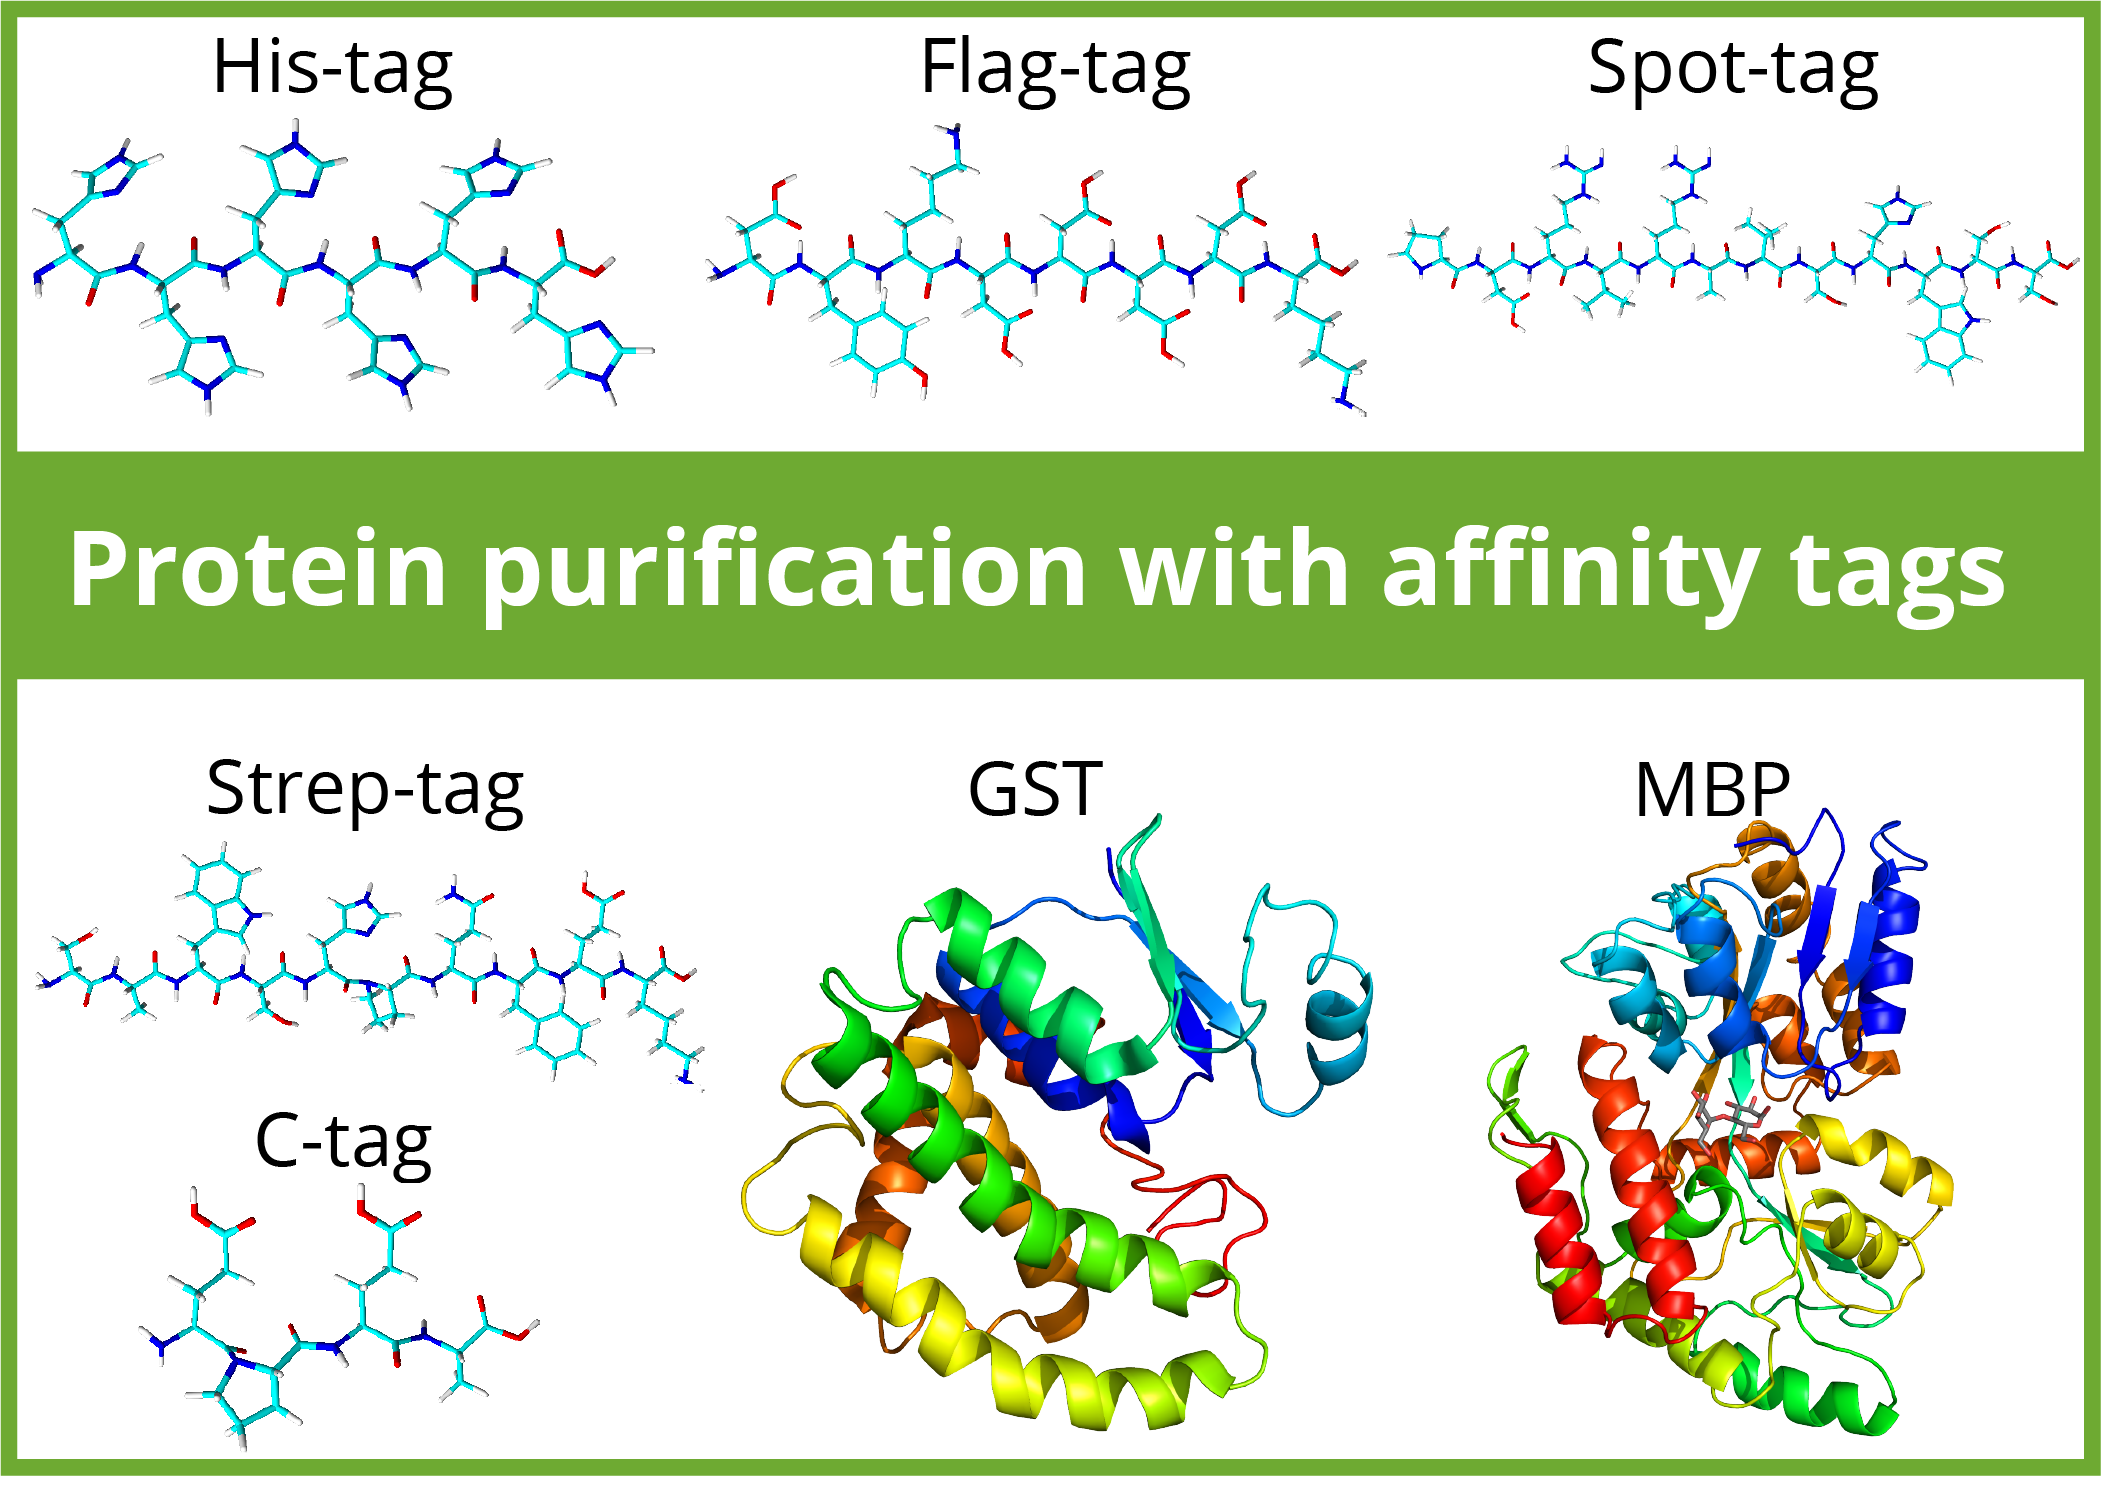 His-tag
Flag-tag
Spot-tag
Protein purification with affinity tags
Strep-tag
GST
MBP
C-tag